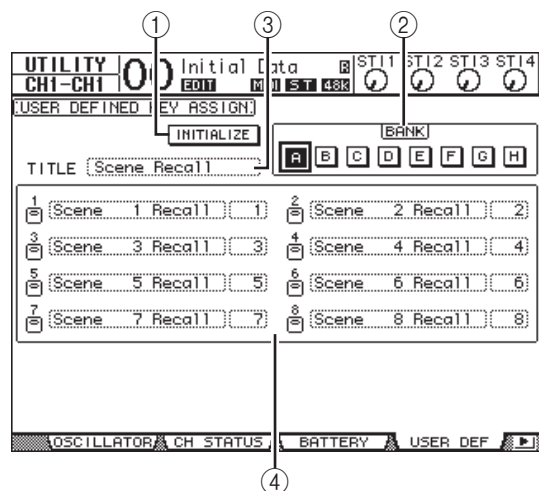 ① ③ ②
UTILITY 00 Initial Data R ST1 ST2 ST3 ST4
CH1-CH1 EDIT ST 48k
USER DEFINED KEY ASSIGN
INITIALIZE BANK
TITLE Scene Recall A B C D E F G H
1 Scene 1 Recall 1 2 Scene 2 Recall 2
3 Scene 3 Recall 3 4 Scene 4 Recall 4
5 Scene 5 Recall 5 6 Scene 6 Recall 6
7 Scene 7 Recall 7 8 Scene 8 Recall 8
OSCILLATOR CH STATUS BATTERY USER DEF
④